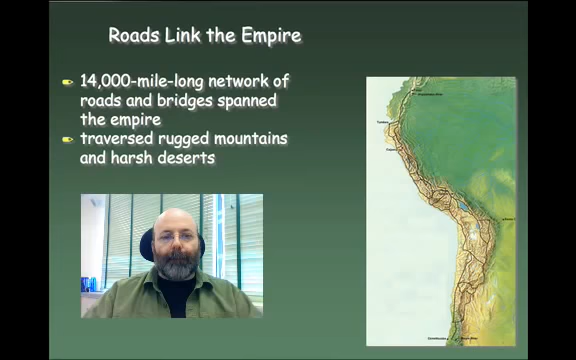 Roads Link the Empire
14,000-mile-long network of
roads and bridges spanned
the empire
traversed rugged mountains
and harsh deserts